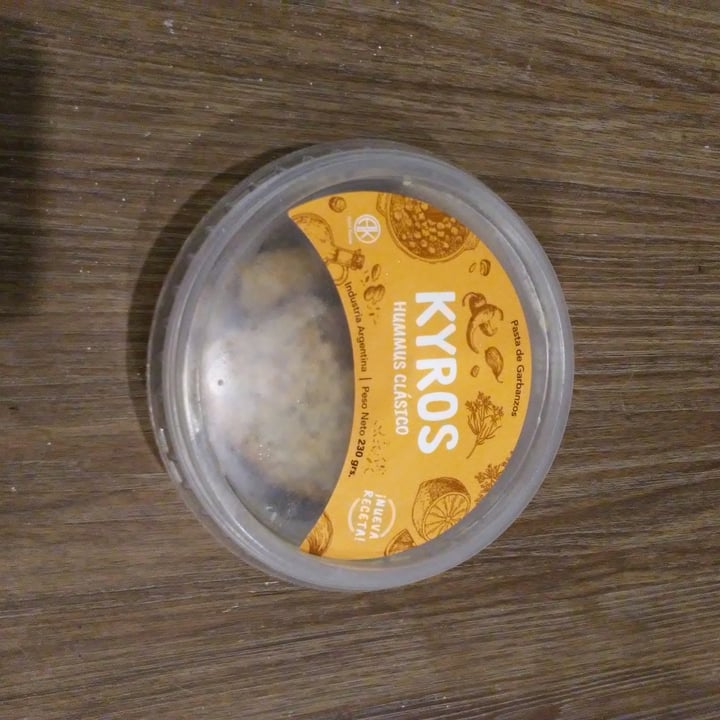 Pasta de Garbanzos
KYROS
HUMMUS CLÁSICO
Industria Argentina | Peso Neto 230 grs.
¡NUEVA
RECETA!